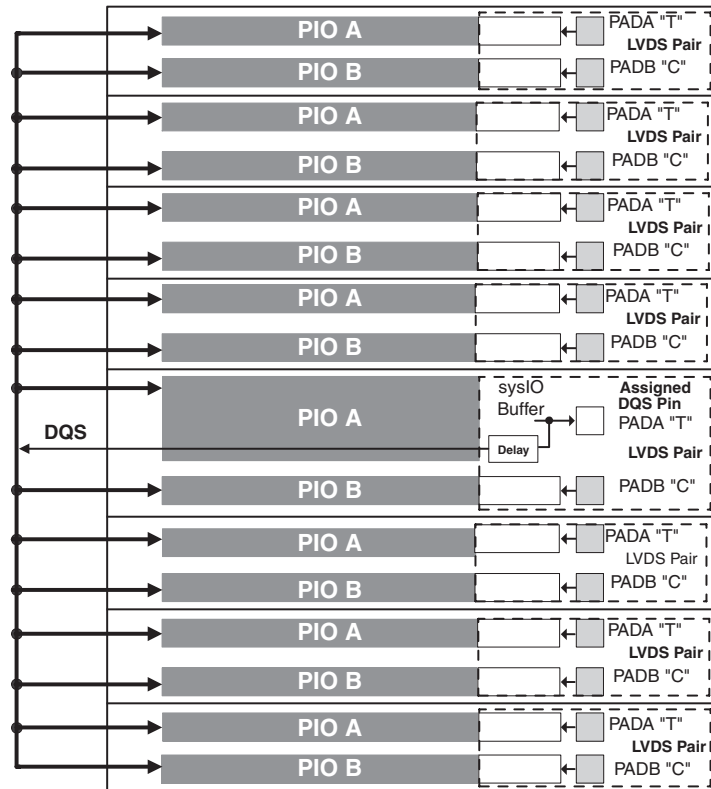 PIO A
PADA "T"
LVDS Pair
PIO B
PADB "C"
PIO A
PADA "T"
LVDS Pair
PIO B
PADB "C"
PIO A
PADA "T"
LVDS Pair
PIO B
PADB "C"
PIO A
PADA "T"
LVDS Pair
PIO B
PADB "C"
PIO A
sysIO
Buffer
Assigned
DQS Pin
PADA "T"
DQS
Delay
LVDS Pair
PIO B
PADB "C"
PIO A
PADA "T"
LVDS Pair
PIO B
PADB "C"
PIO A
PADA "T"
LVDS Pair
PIO B
PADB "C"
PIO A
PADA "T"
LVDS Pair
PIO B
PADB "C"